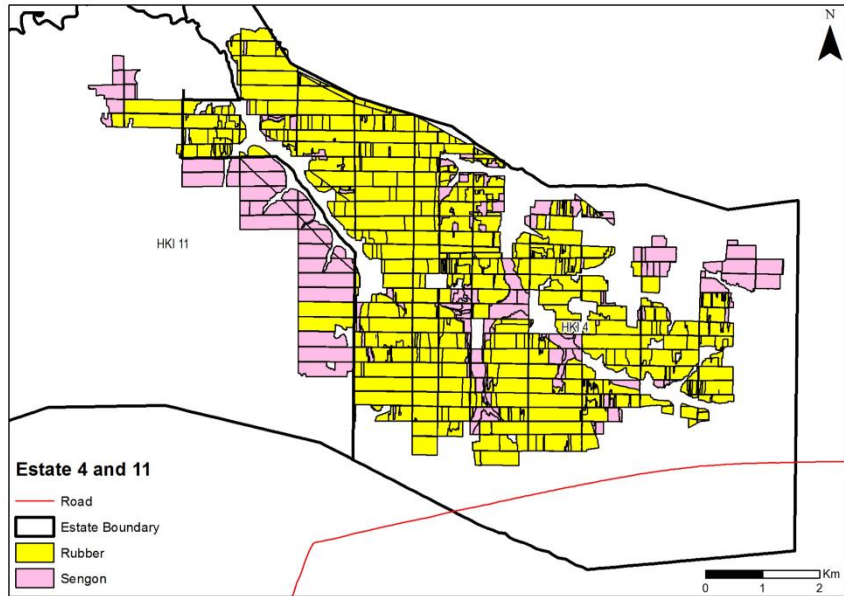 N
HKI 11
HKI 4
Estate 4 and 11
Road
Estate Boundary
Rubber
Sengon
Km
0 1 2